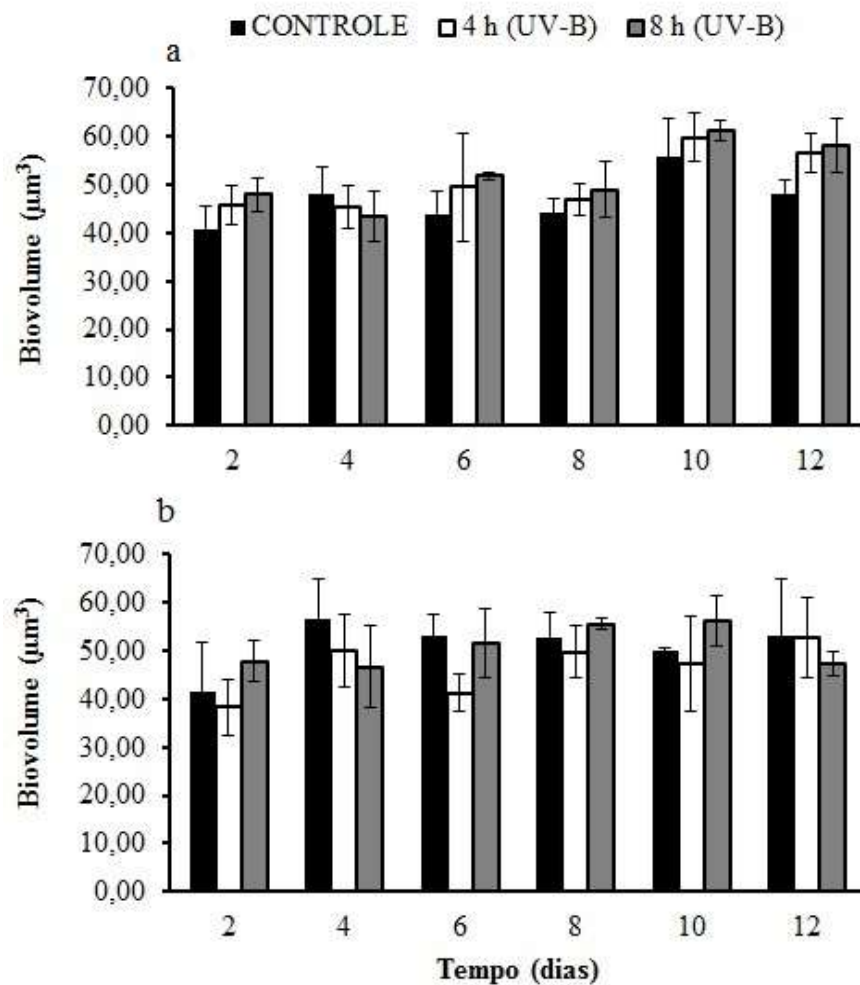 CONTROLE 4 h (UV-B) 8 h (UV-B)
a
70,00
60,00
50,00
40,00
30,00
20,00
10,00
0,00
Biovolume (µm³)
2 4 6 8 10 12
b
70,00
60,00
50,00
40,00
30,00
20,00
10,00
0,00
Biovolume (µm³)
2 4 6 8 10 12
Tempo (dias)